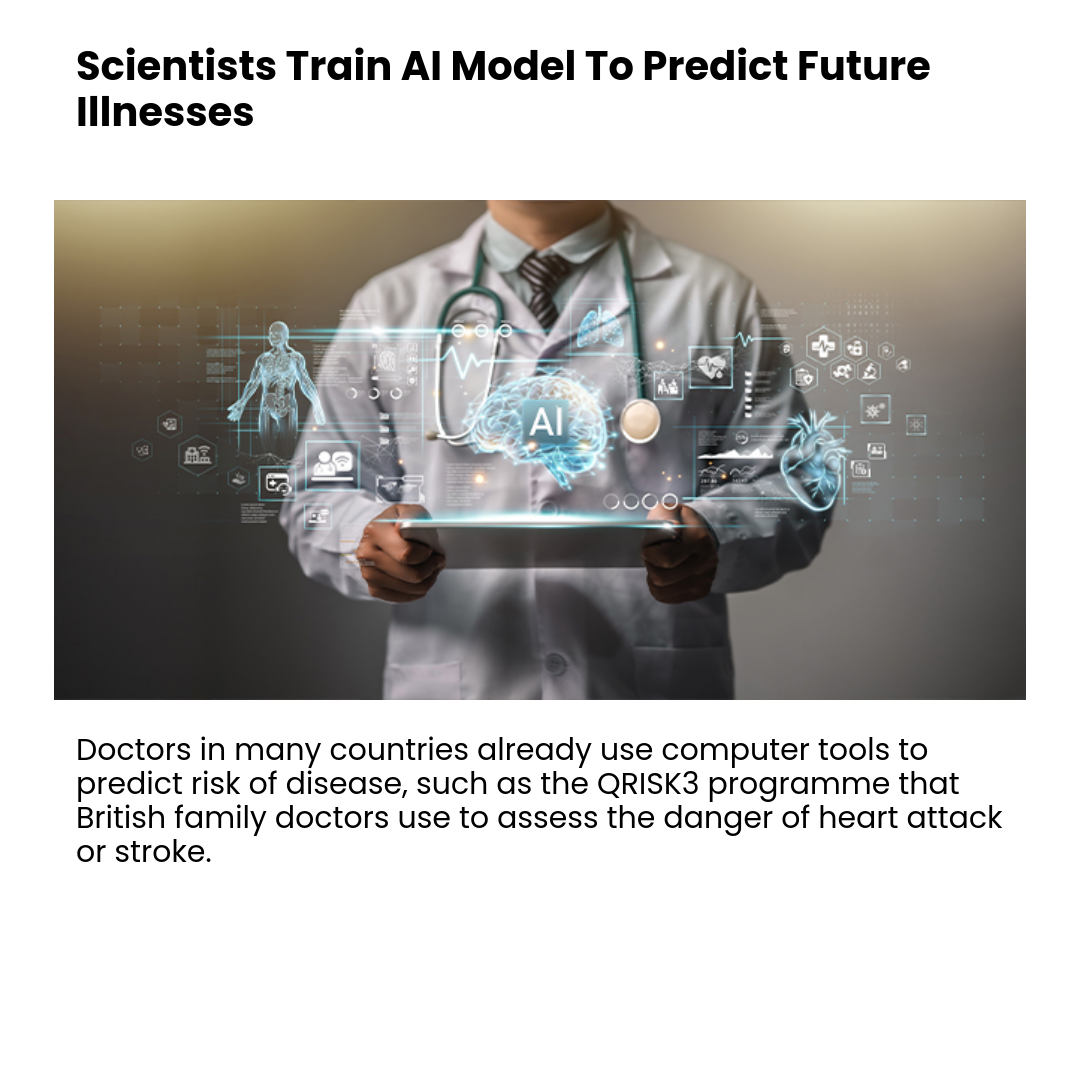 Scientists Train AI Model To Predict Future
Illnesses
AI
Doctors in many countries already use computer tools to
predict risk of disease, such as the QRISK3 programme that
British family doctors use to assess the danger of heart attack
or stroke.